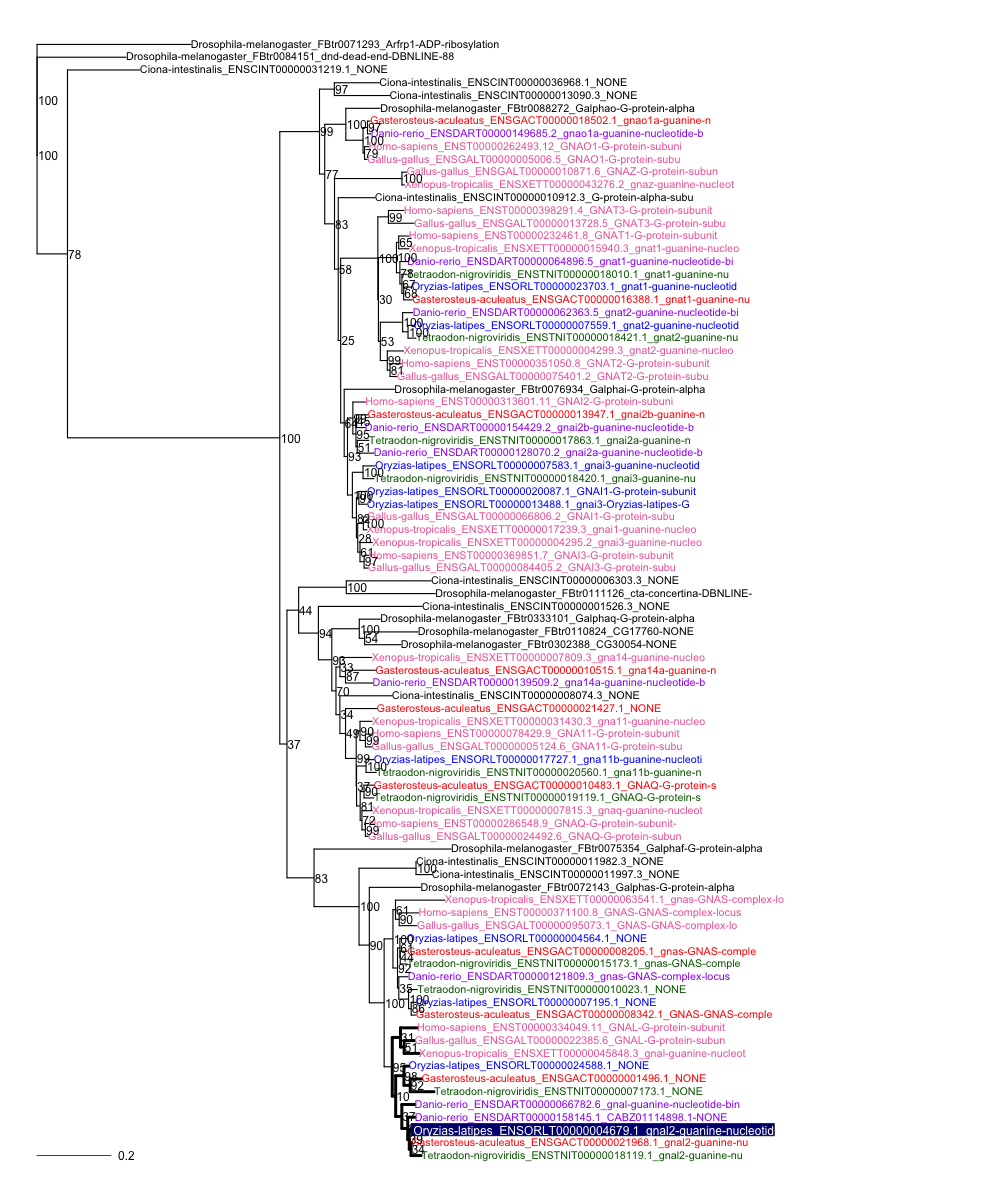 Drosophila-melanogaster_FBtr0071293_Arfrp1-ADP-ribosylation
Drosophila-melanogaster_FBtr0084151_dnd-dead-end-DBNLINE-88
Ciona-intestinalis_ENSCINT00000031219.1_NONE
Ciona-intestinalis_ENSCINT00000036968.1_NONE
97
Ciona-intestinalis_ENSCINT00000013090.3_NONE
100
Drosophila-melanogaster_FBtr0088272_Galphao-G-protein-alpha
Gasterosteus-aculeatus_ENSGACT00000018502.1_gnao1a-guanine-n
100
97
99
Danio-rerio_ENSDART00000149685.2_gnao1a-guanine-nucleotide-b
100
Homo-sapiens_ENST00000262493.12_GNAO1-G-protein-subuni
79
100
Gallus-gallus_ENSGALT00000005006.5_GNAO1-G-protein-subu
Gallus-gallus_ENSGALT00000010871.6_GNAZ-G-protein-subun
77
100
Xenopus-tropicalis_ENSXETT00000043276.2_gnaz-guanine-nucleot
Ciona-intestinalis_ENSCINT00000010912.3_G-protein-alpha-subu
Homo-sapiens_ENST00000398291.4_GNAT3-G-protein-subunit
99
83
Gallus-gallus_ENSGALT00000013728.5_GNAT3-G-protein-subu
Homo-sapiens_ENST00000232461.8_GNAT1-G-protein-subunit
65
Xenopus-tropicalis_ENSXETT00000015940.3_gnat1-guanine-nucleo
78
100
100
Danio-rerio_ENSDART00000064896.5_gnat1-guanine-nucleotide-bi
58
78
Tetraodon-nigroviridis_ENSTNIT00000018010.1_gnat1-guanine-nu
67
Oryzias-latipes_ENSORLT00000023703.1_gnat1-guanine-nucleotid
68
30
Gasterosteus-aculeatus_ENSGACT00000016388.1_gnat1-guanine-nu
Danio-rerio_ENSDART00000062363.5_gnat2-guanine-nucleotide-bi
100
Oryzias-latipes_ENSORLT00000007559.1_gnat2-guanine-nucleotid
100
25
53
Tetraodon-nigroviridis_ENSTNIT00000018421.1_gnat2-guanine-nu
Xenopus-tropicalis_ENSXETT00000004299.3_gnat2-guanine-nucleo
99
Homo-sapiens_ENST00000351050.8_GNAT2-G-protein-subunit
81
Gallus-gallus_ENSGALT00000075401.2_GNAT2-G-protein-subu
Drosophila-melanogaster_FBtr0076934_Galphai-G-protein-alpha
Homo-sapiens_ENST00000313601.11_GNAI2-G-protein-subuni
Gasterosteus-aculeatus_ENSGACT00000013947.1_gnai2b-guanine-n
Danio-rerio_ENSDART00000154429.2_gnai2b-guanine-nucleotide-b
95
100
Tetraodon-nigroviridis_ENSTNIT00000017863.1_gnai2a-guanine-n
51
93
Danio-rerio_ENSDART00000128070.2_gnai2a-guanine-nucleotide-b
Oryzias-latipes_ENSORLT00000007583.1_gnai3-guanine-nucleotid
100
Tetraodon-nigroviridis_ENSTNIT00000018420.1_gnai3-guanine-nu
Oryzias-latipes_ENSORLT00000020087.1_GNAI1-G-protein-subunit
Oryzias-latipes_ENSORLT00000013488.1_gnai3-Oryzias-latipes-G
Gallus-gallus_ENSGALT00000066806.2_GNAI1-G-protein-subu
100
Xenopus-tropicalis_ENSXETT00000017239.3_gnai1-guanine-nucleo
28
Xenopus-tropicalis_ENSXETT00000004295.2_gnai3-guanine-nucleo
61
Homo-sapiens_ENST00000369851.7_GNAI3-G-protein-subunit
97
Gallus-gallus_ENSGALT00000084405.2_GNAI3-G-protein-subu
Ciona-intestinalis_ENSCINT00000006303.3_NONE
100
Drosophila-melanogaster_FBtr0111126_cta-concertina-DBNLINE-
Ciona-intestinalis_ENSCINT00000001526.3_NONE
44
Drosophila-melanogaster_FBtr0333101_Galphaq-G-protein-alpha
100
94
Drosophila-melanogaster_FBtr0110824_CG17760-NONE
54
Drosophila-melanogaster_FBtr0302388_CG30054-NONE
Xenopus-tropicalis_ENSXETT00000007809.3_gna14-guanine-nucleo
93
33
Gasterosteus-aculeatus_ENSGACT00000010515.1_gna14a-guanine-n
87
Danio-rerio_ENSDART00000139509.2_gna14a-guanine-nucleotide-b
70
Ciona-intestinalis_ENSCINT00000008074.3_NONE
Gasterosteus-aculeatus_ENSGACT00000021427.1_NONE
34
Xenopus-tropicalis_ENSXETT00000031430.3_gna11-guanine-nucleo
90
49
Homo-sapiens_ENST00000078429.9_GNA11-G-protein-subunit
99
37
Gallus-gallus_ENSGALT00000005124.6_GNA11-G-protein-subu
99
Oryzias-latipes_ENSORLT00000017727.1_gna11b-guanine-nucleoti
100
Tetraodon-nigroviridis_ENSTNIT00000020560.1_gna11b-guanine-n
37
Gasterosteus-aculeatus_ENSGACT00000010483.1_GNAQ-G-protein-s
90
Tetraodon-nigroviridis_ENSTNIT00000019119.1_GNAQ-G-protein-s
81
Xenopus-tropicalis_ENSXETT00000007815.3_gnaq-guanine-nucleot
72
Homo-sapiens_ENST00000286548.9_GNAQ-G-protein-subunit-
99
Gallus-gallus_ENSGALT00000024492.6_GNAQ-G-protein-subun
Drosophila-melanogaster_FBtr0075354_Galphaf-G-protein-alpha
Ciona-intestinalis_ENSCINT00000011982.3_NONE
100
Ciona-intestinalis_ENSCINT00000011997.3_NONE
83
Drosophila-melanogaster_FBtr0072143_Galphas-G-protein-alpha
Xenopus-tropicalis_ENSXETT00000063541.1_gnas-GNAS-complex-lo
100
61
Homo-sapiens_ENST00000371100.8_GNAS-GNAS-complex-locus
90
Gallus-gallus_ENSGALT00000095073.1_GNAS-GNAS-complex-lo
Oryzias-latipes_ENSORLT00000004564.1_NONE
90
100
Gasterosteus-aculeatus_ENSGACT00000008205.1_gnas-GNAS-comple
44
Tetraodon-nigroviridis_ENSTNIT00000015173.1_gnas-GNAS-comple
92
Danio-rerio_ENSDART00000121809.3_gnas-GNAS-complex-locus
35
Tetraodon-nigroviridis_ENSTNIT00000010023.1_NONE
100
100
Oryzias-latipes_ENSORLT00000007195.1_NONE
86
Gasterosteus-aculeatus_ENSGACT00000008342.1_GNAS-GNAS-comple
Homo-sapiens_ENST00000334049.11_GNAL-G-protein-subunit
31
Gallus-gallus_ENSGALT00000022385.6_GNAL-G-protein-subun
51
Xenopus-tropicalis_ENSXETT00000045848.3_gnal-guanine-nucleot
95
Oryzias-latipes_ENSORLT00000024588.1_NONE
98
Gasterosteus-aculeatus_ENSGACT00000001496.1_NONE
92
Tetraodon-nigroviridis_ENSTNIT00000007173.1_NONE
10
Danio-rerio_ENSDART00000066782.6_gnal-guanine-nucleotide-bin
37
Danio-rerio_ENSDART00000158145.1_CABZ01114898.1-NONE
Oryzias-latipes_ENSORLT00000004679.1_gnal2-guanine-nucleotid
Gasterosteus-aculeatus_ENSGACT00000021968.1_gnal2-guanine-nu
34
Tetraodon-nigroviridis_ENSTNIT00000018119.1_gnal2-guanine-nu
0.2